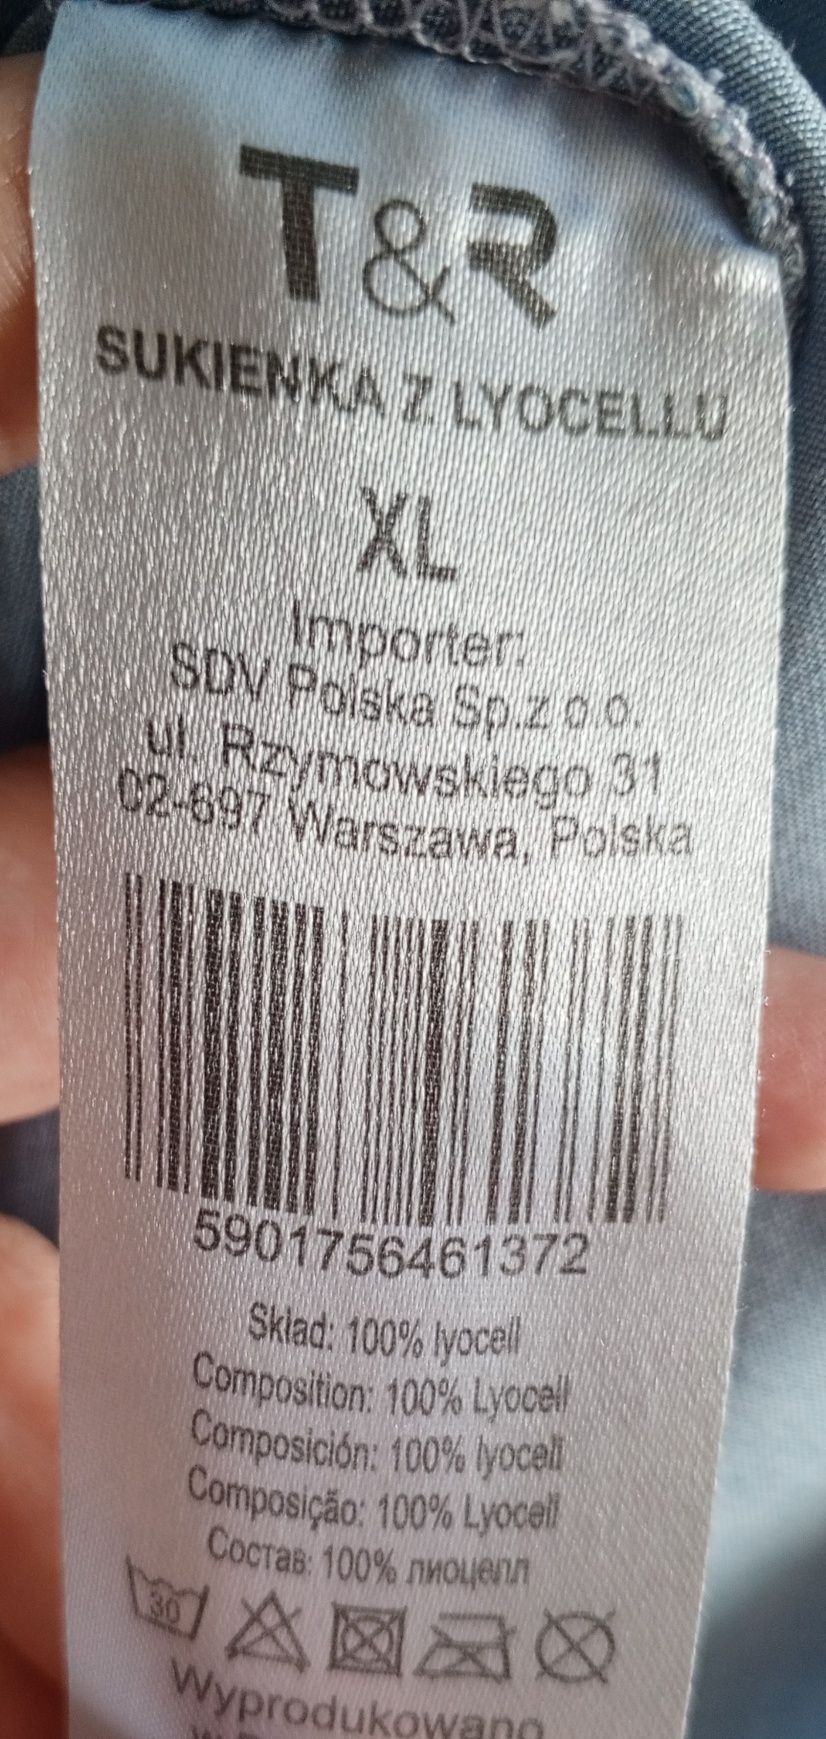 T&R
SUKIENKA Z LYOCELLU
XL
Importer:
SDV Polska Sp.z o.o.
ul. Rzymowskiego 31
02-697 Warszawa, Polska
5901756461372
Skład: 100% lyocell
Composition: 100% Lyocell
Composición: 100% lyocell
Composição: 100% Lyocell
Состав: 100% лиоцелл
30
Wyprodukowano